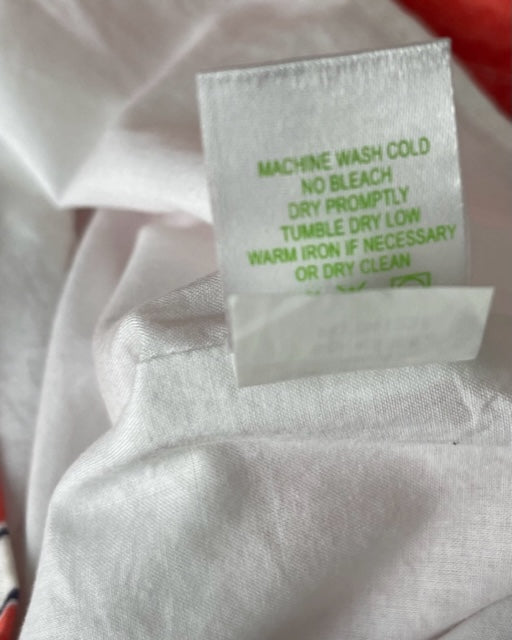 MACHINE WASH COLD
NO BLEACH
DRY PROMPTLY
TUMBLE DRY LOW
WARM IRON IF NECESSARY
OR DRY CLEAN